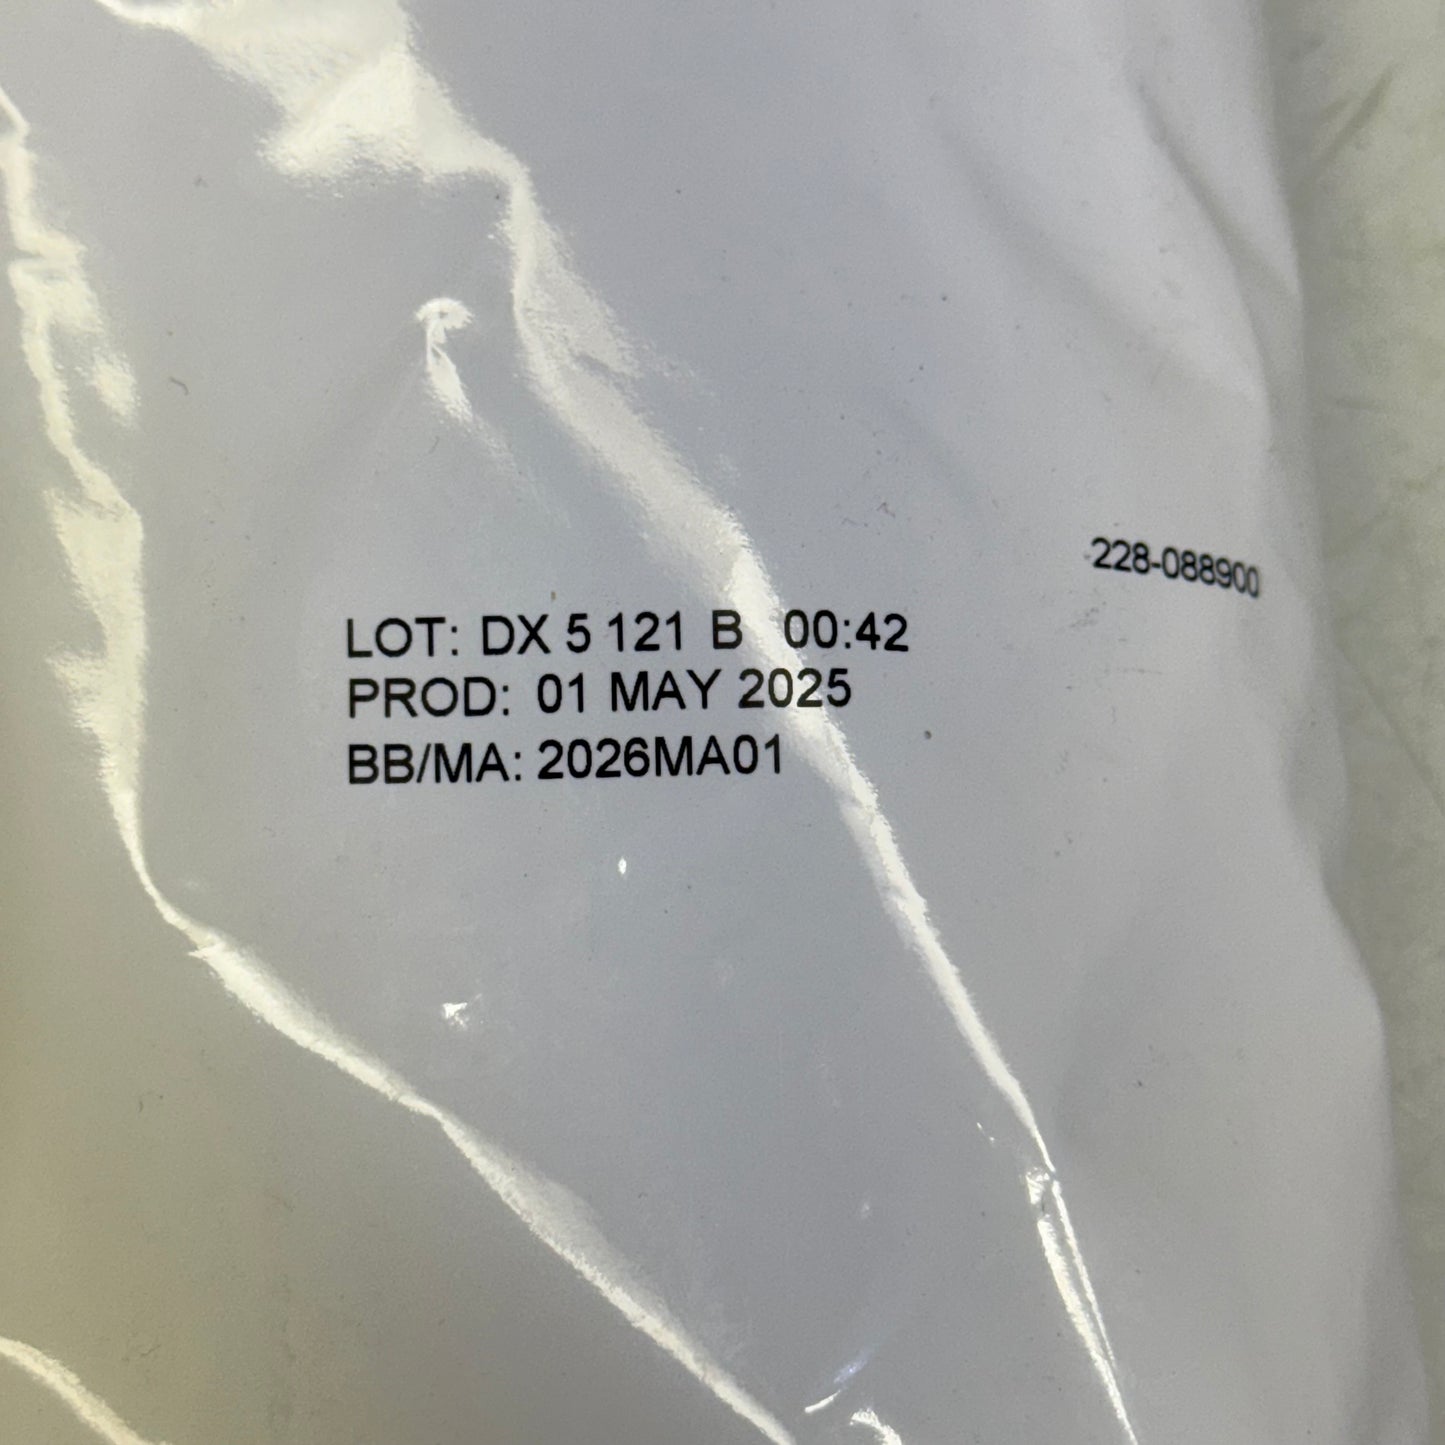 228-088900
LOT: DX 5 121 B 00:42
PROD: 01 MAY 2025
BB/MA: 2026MA01